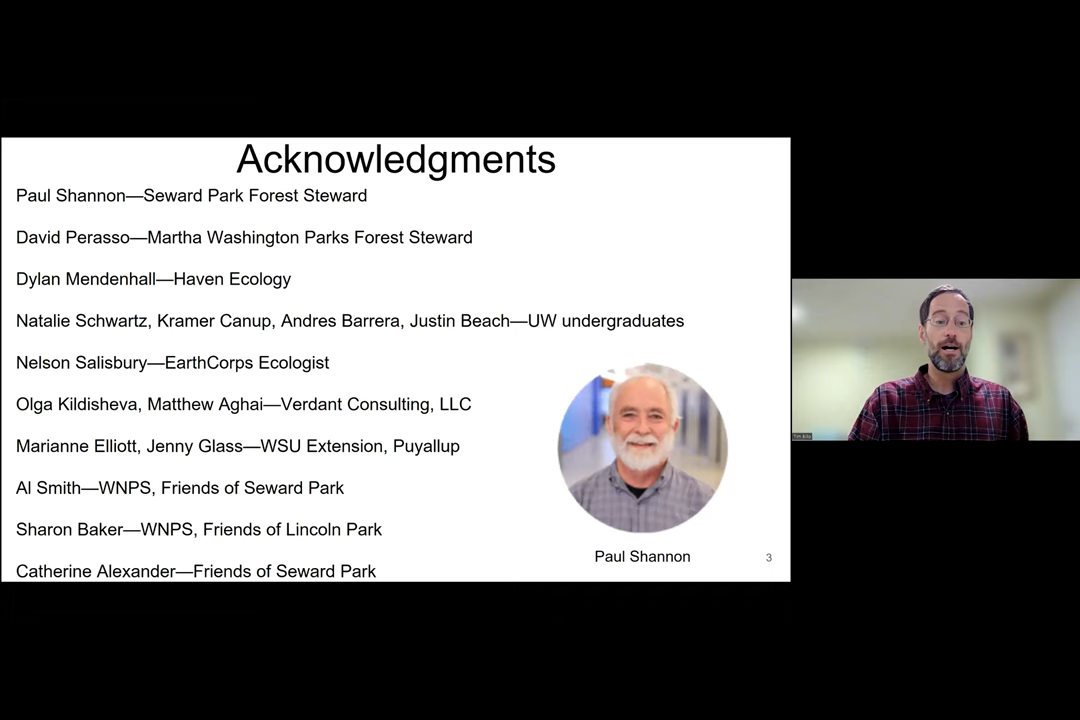 Acknowledgments
Paul Shannon—Seward Park Forest Steward
David Perasso—Martha Washington Parks Forest Steward
Dylan Mendenhall—Haven Ecology
Natalie Schwartz, Kramer Canup, Andres Barrera, Justin Beach—UW undergraduates
Nelson Salisbury—EarthCorps Ecologist
Olga Kildisheva, Matthew Aghai—Verdant Consulting, LLC
Marianne Elliott, Jenny Glass—WSU Extension, Puyallup
Al Smith—WNPS, Friends of Seward Park
Sharon Baker—WNPS, Friends of Lincoln Park
Catherine Alexander—Friends of Seward Park
Paul Shannon
3